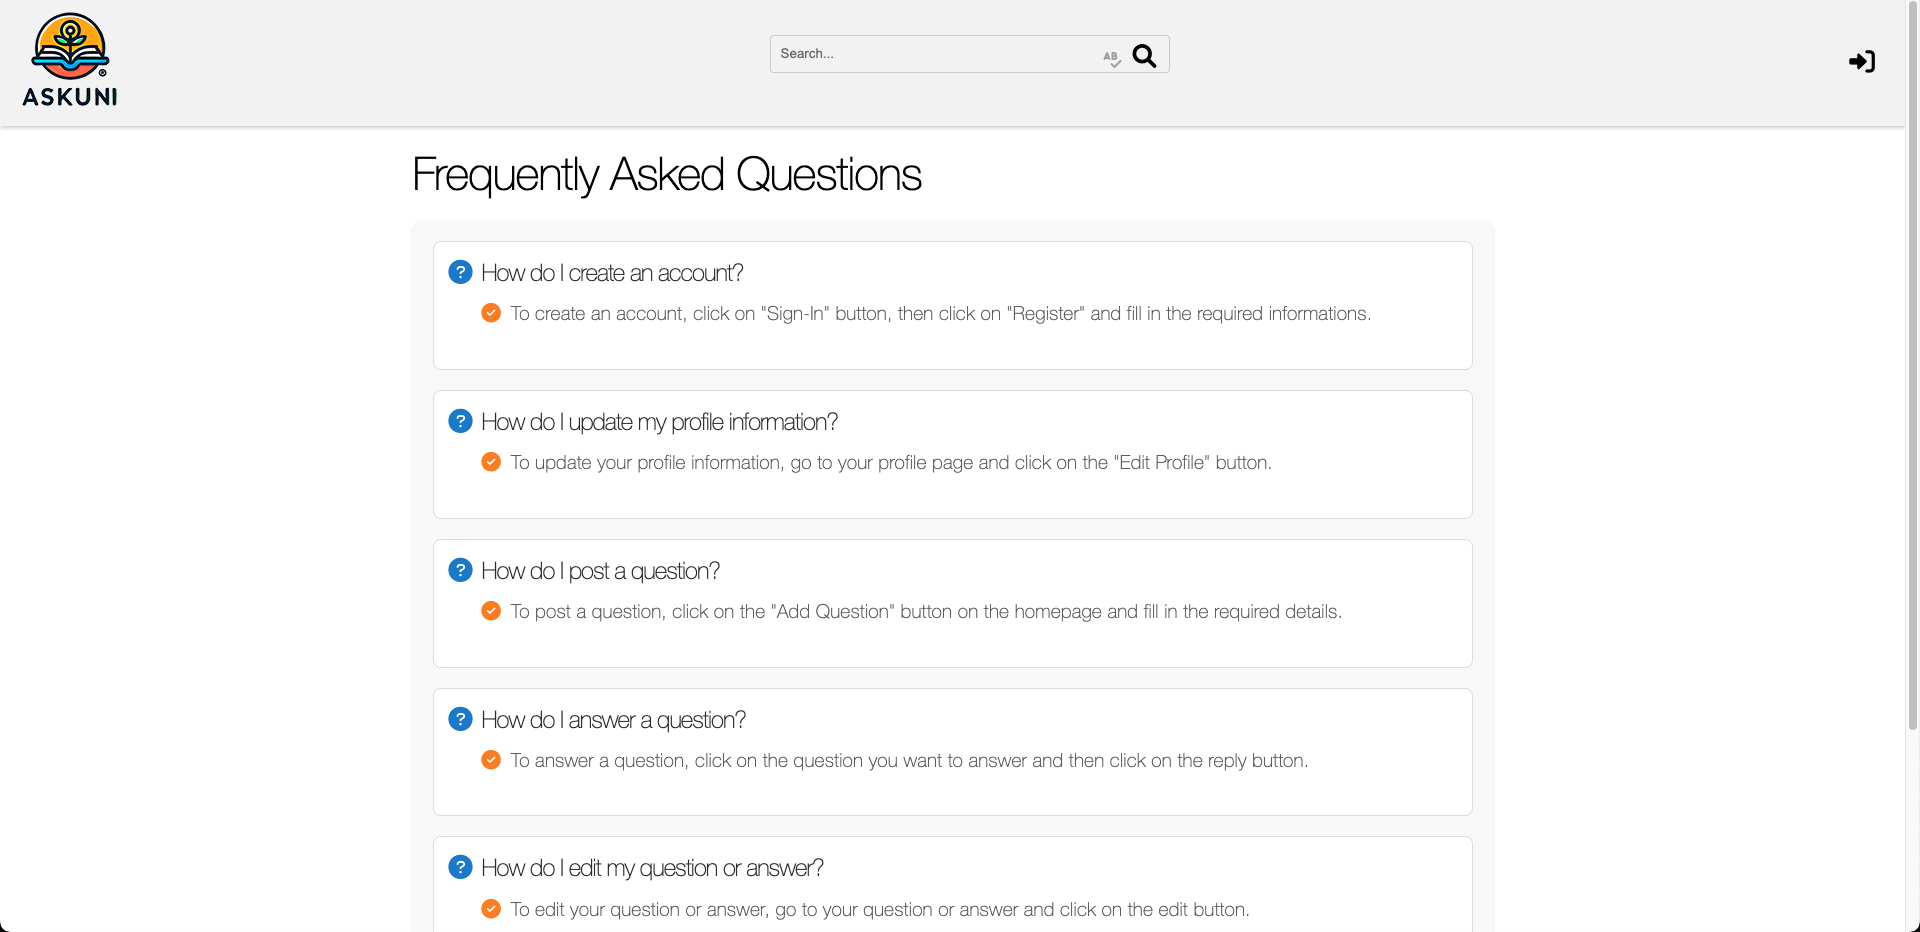 ASKUNI
Search...
AB
Frequently Asked Questions
How do I create an account?
To create an account, click on "Sign-In" button, then click on "Register" and fill in the required informations.
How do I update my profile information?
To update your profile information, go to your profile page and click on the "Edit Profile" button.
How do I post a question?
To post a question, click on the "Add Question" button on the homepage and fill in the required details.
How do I answer a question?
To answer a question, click on the question you want to answer and then click on the reply button.
How do I edit my question or answer?
To edit your question or answer, go to your question or answer and click on the edit button.